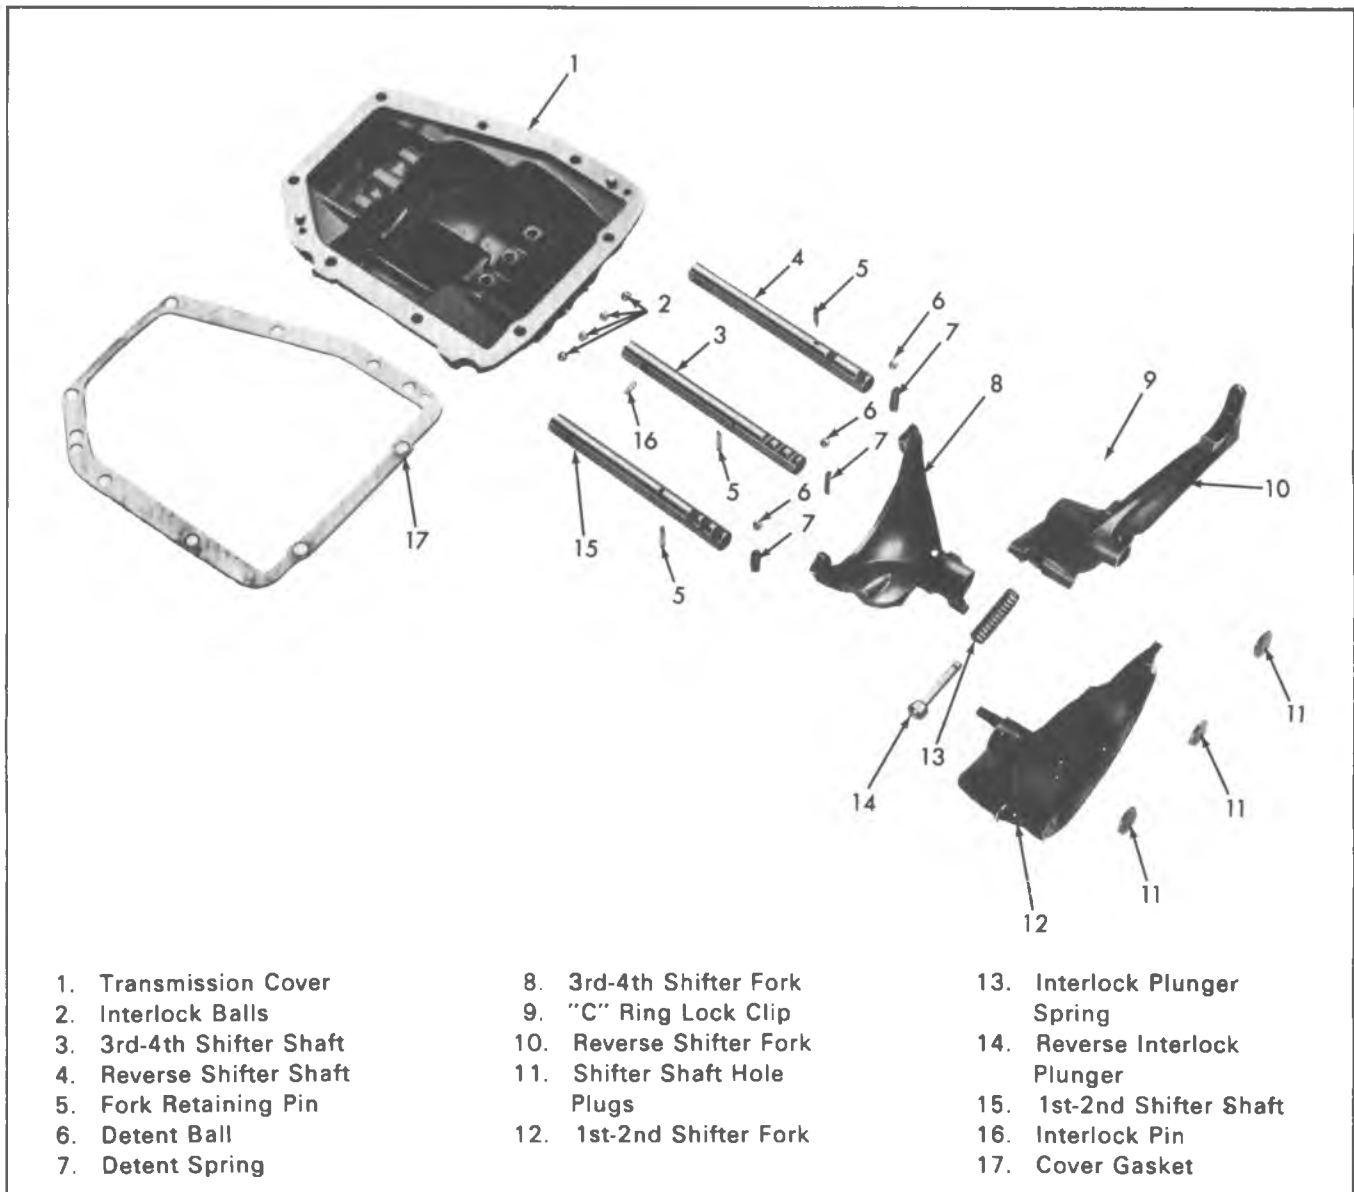 1
2
3
4
5
6
7
8
9
10
16
5
6
7
6
7
5
15
17
11
14
13
11
11
12
1. Transmission Cover
2. Interlock Balls
3. 3rd-4th Shifter Shaft
4. Reverse Shifter Shaft
5. Fork Retaining Pin
6. Detent Ball
7. Detent Spring
8. 3rd-4th Shifter Fork
9. "C" Ring Lock Clip
10. Reverse Shifter Fork
11. Shifter Shaft Hole
Plugs
12. 1st-2nd Shifter Fork
13. Interlock Plunger
Spring
14. Reverse Interlock
Plunger
15. 1st-2nd Shifter Shaft
16. Interlock Pin
17. Cover Gasket